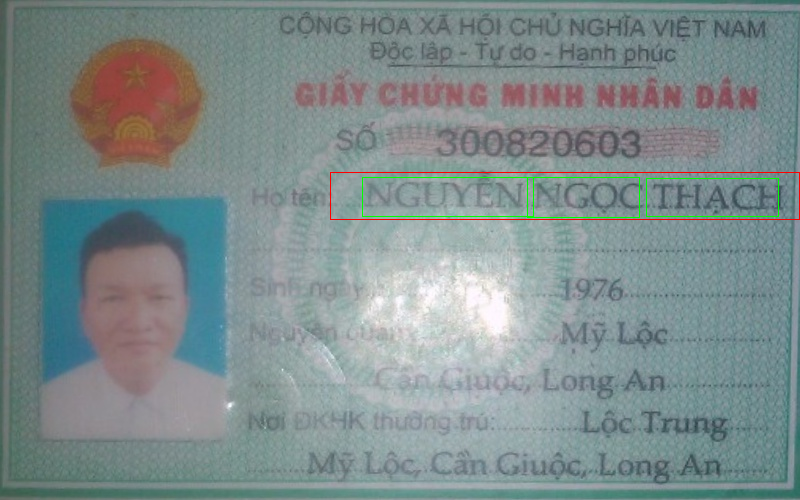 CỘNG HÒA XÃ HỘI CHỦ NGHĨA VIỆT NAM
Độc lập - Tự do - Hạnh phúc
GIẤY CHỨNG MINH NHÂN DÂN
SỐ 300820603
Họ tên: NGUYỄN NGỌC THẠCH
Sinh ngày 1976
Nguyên quán: Mỹ Lộc
Cần Giuộc, Long An
Nơi ĐKHK thường trú: Lộc Trung
Mỹ Lộc, Cần Giuộc, Long An